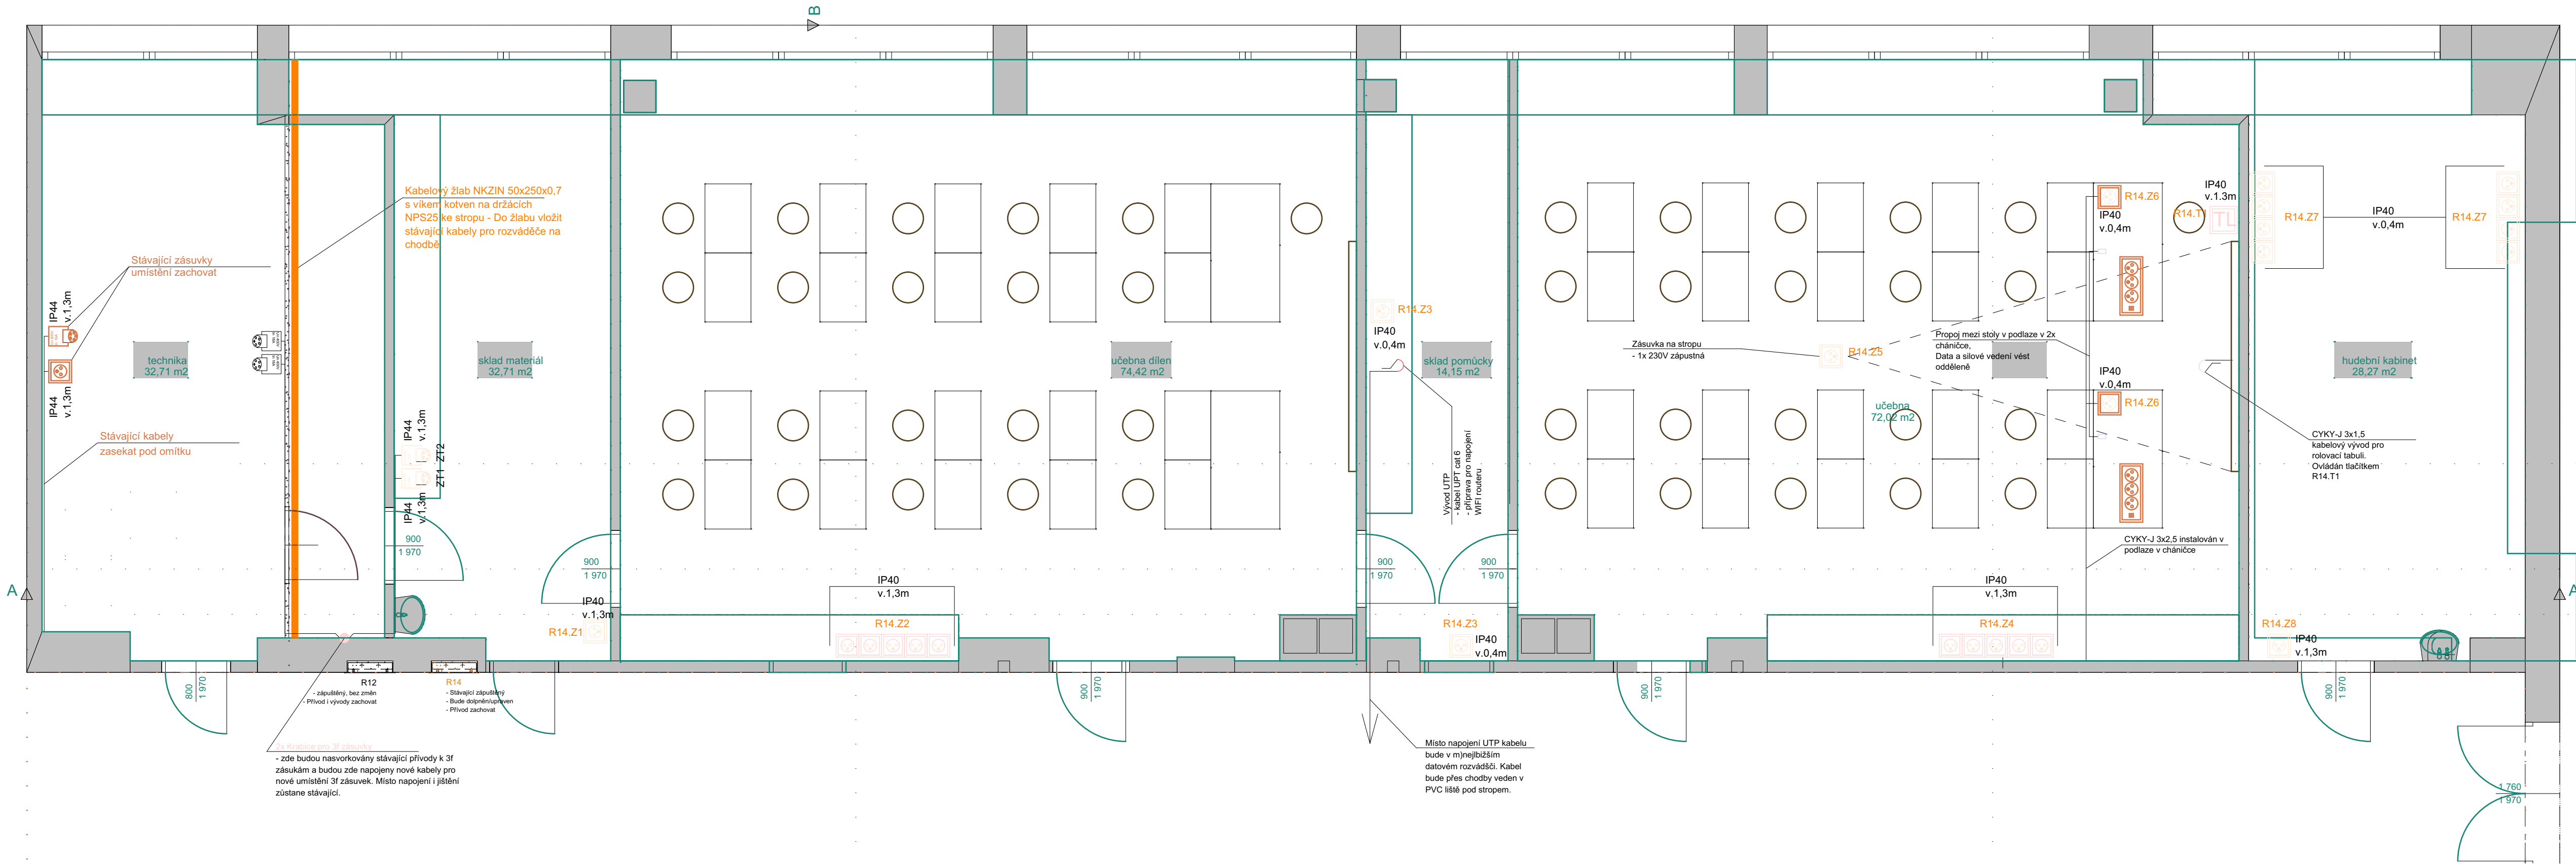 B
Kabelový žlab NKZIN 50x250x0,7
s víkem kotven na držácích
NPS25 ke stropu - Do žlabu vložit
stávající kabely pro rozváděče na
chodbě
Stávající zásuvky
umístění zachovat
IP44
v.1,3m
IP44
v.1,3m
technika
32,71 m2
Stávající kabely
zasekat pod omítku
sklad materiál
32,71 m2
IP44
v.1,3m
ZT1 ZT2
IP44
v.1,3m
900
1 970
učebna dílen
74,42 m2
900
1 970
IP40
v.1,3m
R14.Z1
IP40
v.1,3m
R14.Z2
R14.Z3
IP40
v.0,4m
sklad pomůcky
14,15 m2
Vývod UTP
- kabel UPT cat 6
- příprava pro napojení
WIFI routeru
900
1 970
900
1 970
R14.Z3
IP40
v.0,4m
Zásuvka na stropu
- 1x 230V zápustná
R14.Z5
učebna
72,02 m2
Propoj mezi stoly v podlaze v 2x
cháničce,
Data a silové vedení vést
odděleně
R14.Z6
IP40
v.0,4m
IP40
v.0,4m
R14.Z6
IP40
v.1.3m
R14.T1
TL
CYKY-J 3x2,5 instalován v
podlaze v chániččce
IP40
v.1,3m
R14.Z4
R14.Z7
IP40
v.0,4m
R14.Z7
hudební kabinet
28,27 m2
CYKY-J 3x1,5
kabelový vývod pro
rolovací tabuli.
Ovládán tlačítkem
R14.T1
R14.Z8
IP40
v.1,3m
A
A
800
1 970
R12
- zápuštěný, bez změn
- Přívod i vývody zachovat
R14
- Stávající zápuštěný
- Bude dolpněn/upraven
- Přívod zachovat
900
1 970
900
1 970
900
1 970
2x Krabice pro 3f zásuvky
- zde budou nasvorkovány stávající přívody k 3f
zásukám a budou zde napojeny nové kabely pro
nové umístění 3f zásuvek. Místo napojení i jištění
zůstane stávající.
Místo napojení UTP kabelu
bude v m)nejlbižším
datovém rozvádšči. Kabel
bude přes chodby veden v
PVC liště pod stropem.
1 760
1 970